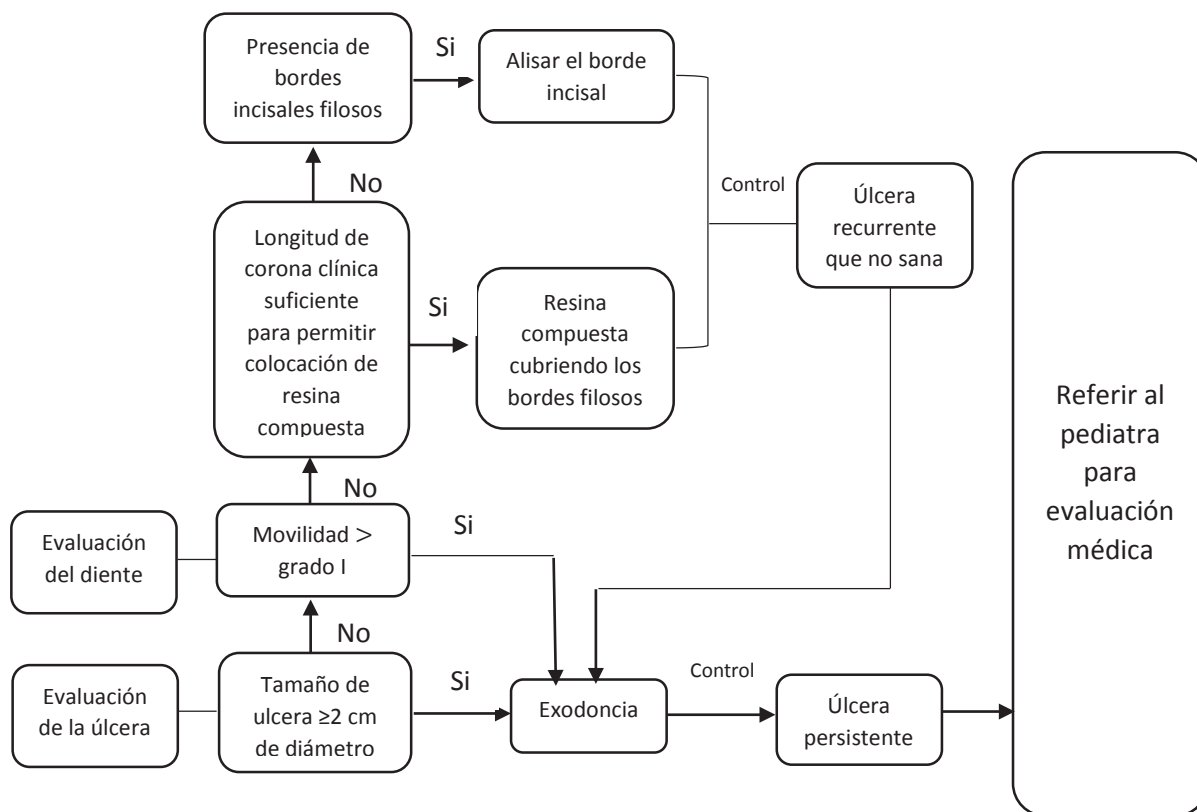 Presencia de
bordes
incisales filosos
Si
Alisar el borde
incisal
No
Control
Úlcera
recurrente
que no sana
Longitud de
corona clínica
suficiente
para permitir
colocación de
resina
compuesta
Si
Resina
compuesta
cubriendo los
bordes filosos
Referir al
pediatra
para
evaluación
médica
No
Evaluación
del diente
Movilidad >
grado I
Si
No
Evaluación
de la úlcera
Tamaño de
ulcera ≥2 cm
de diámetro
Si
Exodoncia
Control
Úlcera
persistente